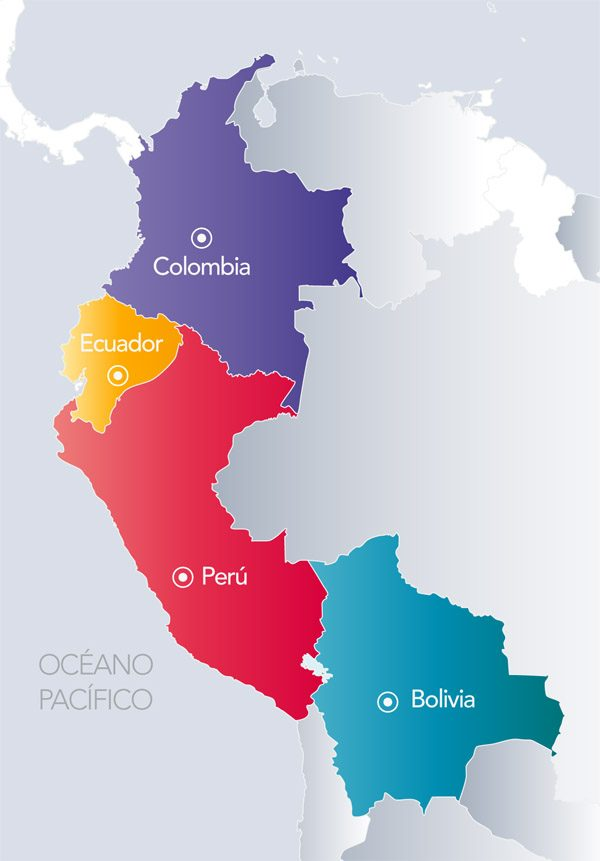 Colombia
Ecuador
Perú
OCÉANO
PACÍFICO
Bolivia